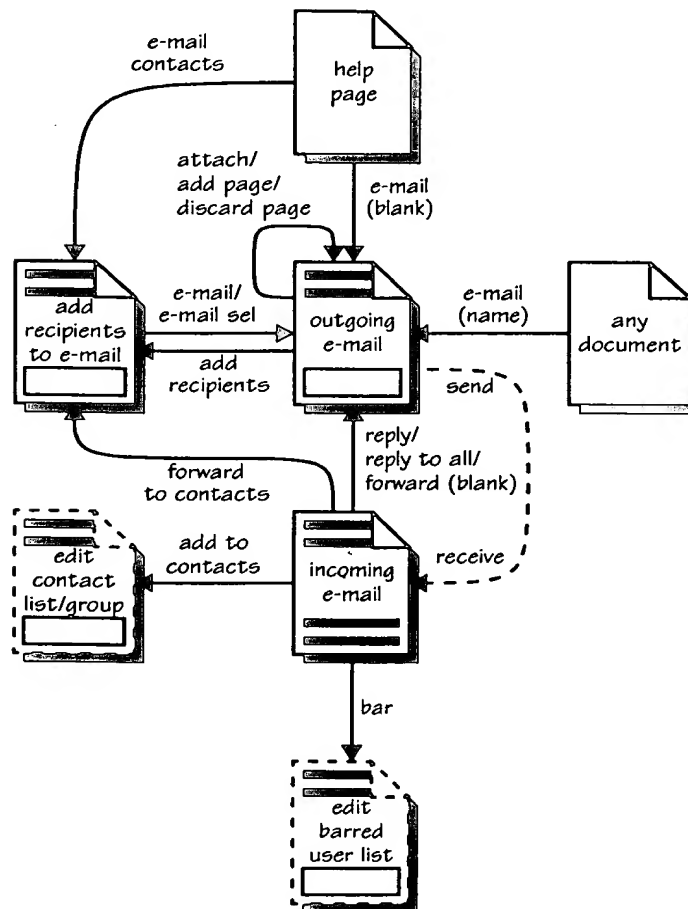 e-mail
contacts
help
page
attach/
add page/
discard page
e-mail
(blank)
add
recipients
to e-mail
e-mail/
e-mail sel
add
recipients
outgoing
e-mail
e-mail
(name)
any
document
send
reply/
reply to all/
forward (blank)
forward
to contacts
edit
contact
list/group
add to
contacts
incoming
e-mail
receive
bar
edit
barred
user list